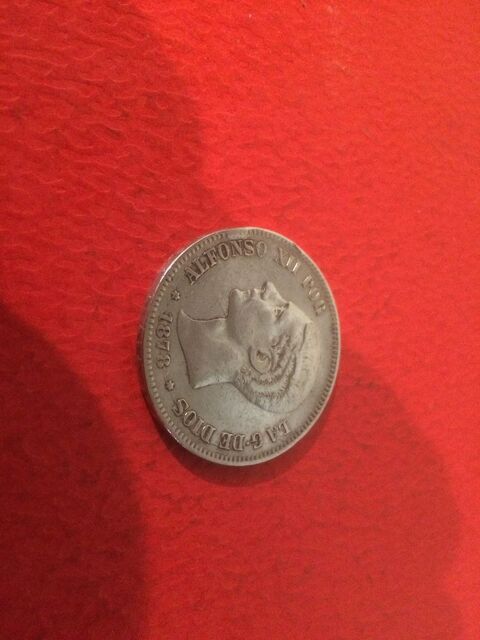 ALFONSO XII POR LA G. DE DIOS
* 1878 *